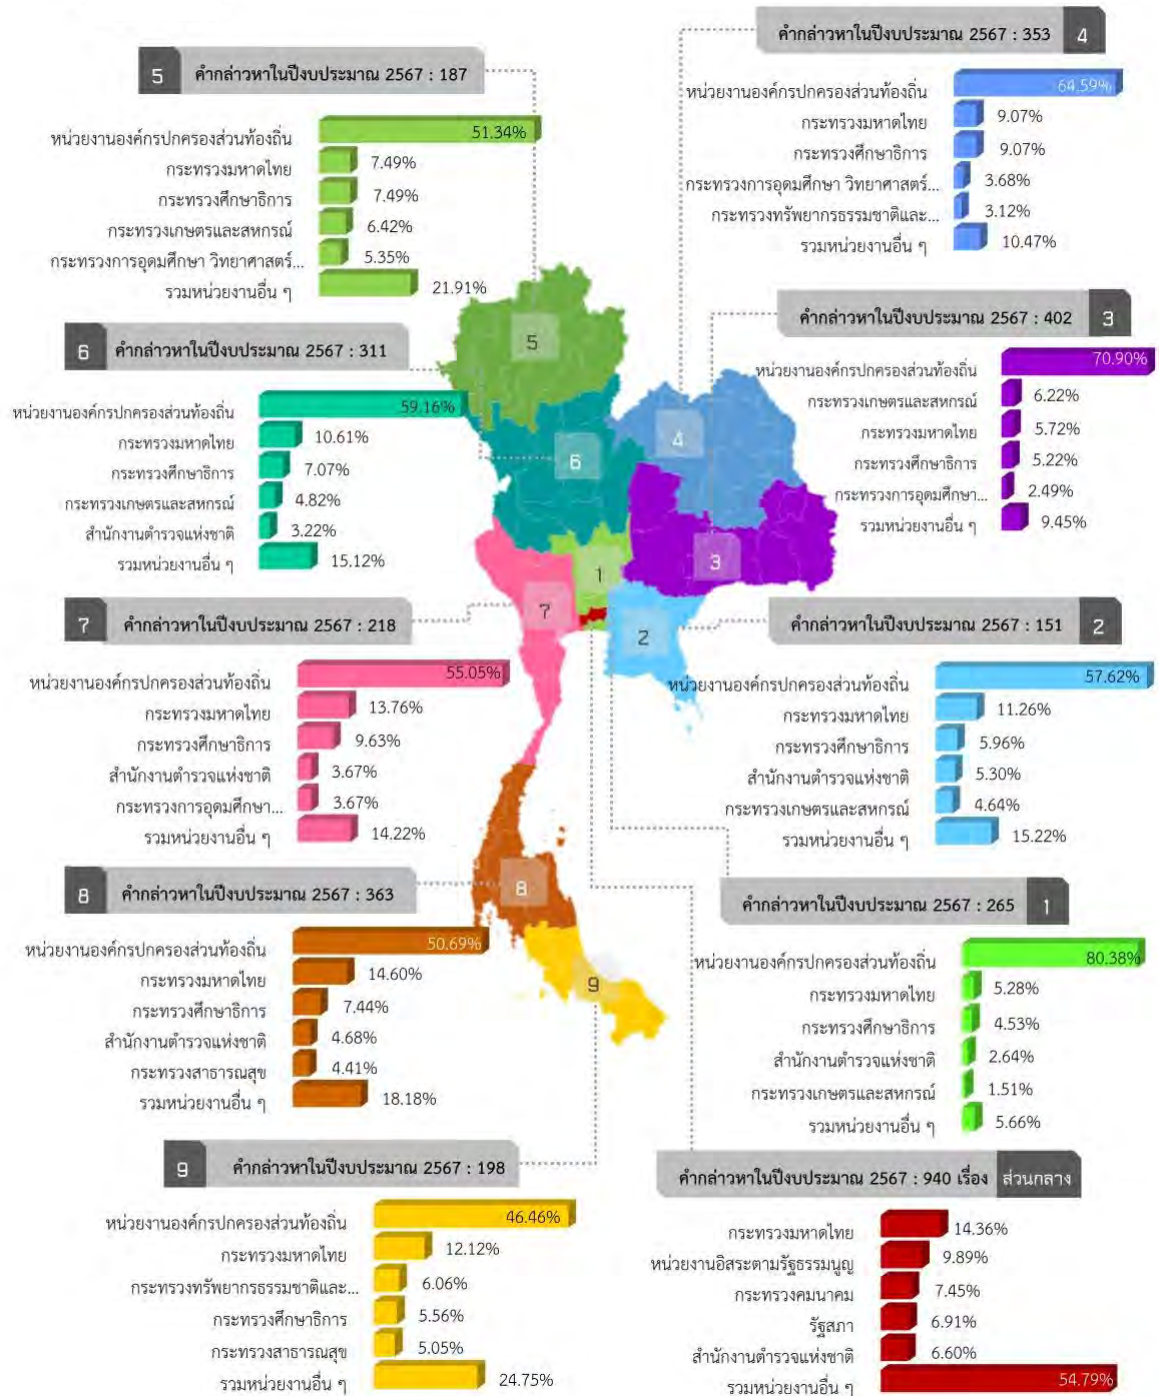 คำกล่าวหาในปีงบประมาณ 2567 : 353 4
หน่วยงานองค์กรปกครองส่วนท้องถิ่น 64.59%
กระทรวงมหาดไทย 9.07%
กระทรวงศึกษาธิการ 9.07%
กระทรวงการอุดมศึกษา วิทยาศาสตร์... 3.68%
กระทรวงทรัพยากรธรรมชาติและ... 3.12%
รวมหน่วยงานอื่น ๆ 10.47%
5 คำกล่าวหาในปีงบประมาณ 2567 : 187
หน่วยงานองค์กรปกครองส่วนท้องถิ่น 51.34%
กระทรวงมหาดไทย 7.49%
กระทรวงศึกษาธิการ 7.49%
กระทรวงเกษตรและสหกรณ์ 6.42%
กระทรวงการอุดมศึกษา วิทยาศาสตร์... 5.35%
รวมหน่วยงานอื่น ๆ 21.91%
คำกล่าวหาในปีงบประมาณ 2567 : 402 3
หน่วยงานองค์กรปกครองส่วนท้องถิ่น 70.90%
กระทรวงเกษตรและสหกรณ์ 6.22%
กระทรวงมหาดไทย 5.72%
กระทรวงศึกษาธิการ 5.22%
กระทรวงการอุดมศึกษา... 2.49%
รวมหน่วยงานอื่น ๆ 9.45%
6 คำกล่าวหาในปีงบประมาณ 2567 : 311
หน่วยงานองค์กรปกครองส่วนท้องถิ่น 59.16%
กระทรวงมหาดไทย 10.61%
กระทรวงศึกษาธิการ 7.07%
กระทรวงเกษตรและสหกรณ์ 4.82%
สำนักงานตำรวจแห่งชาติ 3.22%
รวมหน่วยงานอื่น ๆ 15.12%
5
4
6
3
1
7
2
8
9
7 คำกล่าวหาในปีงบประมาณ 2567 : 218
หน่วยงานองค์กรปกครองส่วนท้องถิ่น 55.05%
กระทรวงมหาดไทย 13.76%
กระทรวงศึกษาธิการ 9.63%
สำนักงานตำรวจแห่งชาติ 3.67%
กระทรวงการอุดมศึกษา... 3.67%
รวมหน่วยงานอื่น ๆ 14.22%
คำกล่าวหาในปีงบประมาณ 2567 : 151 2
หน่วยงานองค์กรปกครองส่วนท้องถิ่น 57.62%
กระทรวงมหาดไทย 11.26%
กระทรวงศึกษาธิการ 5.96%
สำนักงานตำรวจแห่งชาติ 5.30%
กระทรวงเกษตรและสหกรณ์ 4.64%
รวมหน่วยงานอื่น ๆ 15.22%
8 คำกล่าวหาในปีงบประมาณ 2567 : 363
หน่วยงานองค์กรปกครองส่วนท้องถิ่น 50.69%
กระทรวงมหาดไทย 14.60%
กระทรวงศึกษาธิการ 7.44%
สำนักงานตำรวจแห่งชาติ 4.68%
กระทรวงสาธารณสุข 4.41%
รวมหน่วยงานอื่น ๆ 18.18%
คำกล่าวหาในปีงบประมาณ 2567 : 265 1
หน่วยงานองค์กรปกครองส่วนท้องถิ่น 80.38%
กระทรวงมหาดไทย 5.28%
กระทรวงศึกษาธิการ 4.53%
สำนักงานตำรวจแห่งชาติ 2.64%
กระทรวงเกษตรและสหกรณ์ 1.51%
รวมหน่วยงานอื่น ๆ 5.66%
9 คำกล่าวหาในปีงบประมาณ 2567 : 198
หน่วยงานองค์กรปกครองส่วนท้องถิ่น 46.46%
กระทรวงมหาดไทย 12.12%
กระทรวงทรัพยากรธรรมชาติและ... 6.06%
กระทรวงศึกษาธิการ 5.56%
กระทรวงสาธารณสุข 5.05%
รวมหน่วยงานอื่น ๆ 24.75%
คำกล่าวหาในปีงบประมาณ 2567 : 940 เรื่อง ส่วนกลาง
กระทรวงมหาดไทย 14.36%
หน่วยงานอิสระตามรัฐธรรมนูญ 9.89%
กระทรวงคมนาคม 7.45%
รัฐสภา 6.91%
สำนักงานตำรวจแห่งชาติ 6.60%
รวมหน่วยงานอื่น ๆ 54.79%